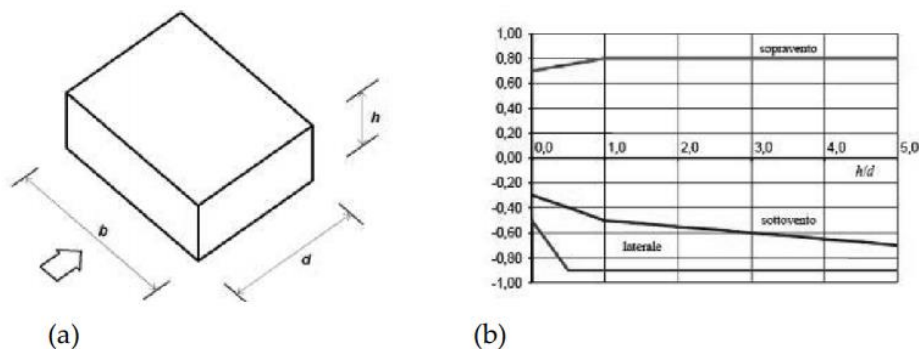 h
b
d
(a)
1,00
0,80
0,60
0,40
0,20
0,00
-0,20
-0,40
-0,60
-0,80
-1,00
sopravento
0,0 1,0 2,0 3,0 4,0 5,0
h/d
sottovento
laterale
(b)